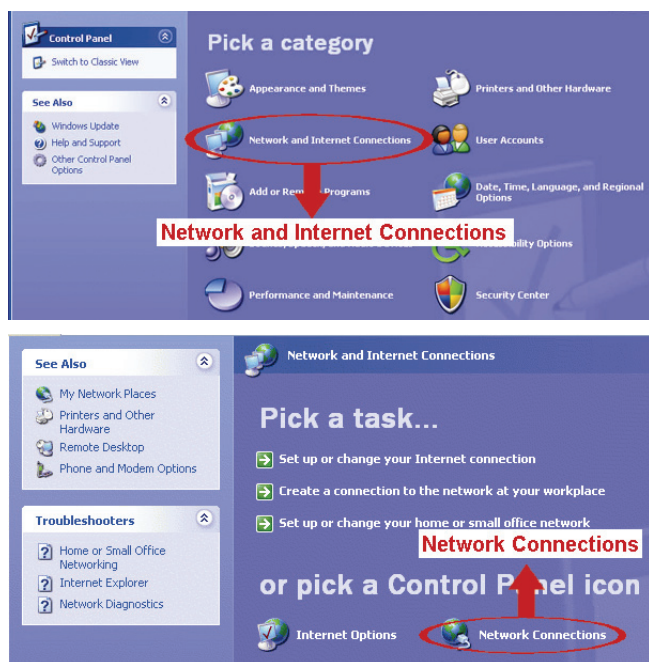 Control Panel
Switch to Classic View
See Also
Windows Update
Help and Support
Other Control Panel
Options
Pick a category
Appearance and Themes
Printers and Other Hardware
Network and Internet Connections
User Accounts
Add or Programs
Date, Time, Language, and Regional
Options
Network and Internet Connections
Options
Performance and Maintenance
Security Center
See Also
My Network Places
Printers and Other
Hardware
Remote Desktop
Phone and Modem Options
Troubleshooters
Home or Small Office
Networking
Internet Explorer
Network Diagnostics
Network and Internet Connections
Pick a task...
Set up or change your Internet connection
Create a connection to the network at your workplace
Set up or change your home or small office network
Network Connections
or pick a Control Panel icon
Internet Options
Network Connections